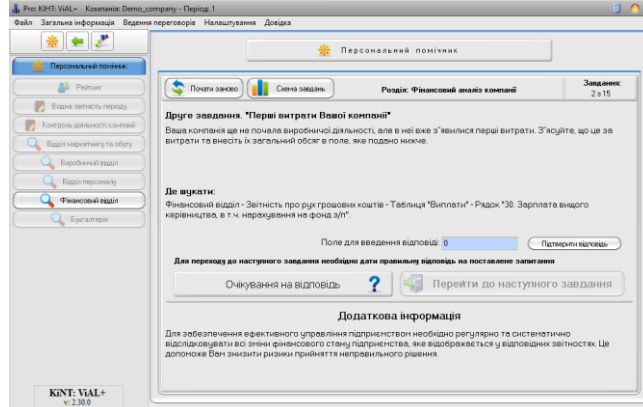 Pro: КІНТ: ViAL+ Компанія: Demo_company - Період: 1
Файл Загальна інформація Ведення переговорів Налаштування Довідка
Персональний помічник
Рейтинг
Вхідна звітність періоду
Контроль діяльності компанії
Відділ маркетингу та збуту
Виробничий відділ
Відділ персоналу
Фінансовий відділ
Бухгалтерія
KiNT: ViAL+
v: 2.30.0
Персональний помічник
Почати заново
Схема завдань
Розділ: Фінансовий аналіз компанії
Завдання:
2 з 15
Друге завдання. "Перші витрати Вашої компанії"
Ваша компанія ще не почала виробничої діяльності, але в неї вже з'явилися перші витрати. З'ясуйте, що це за
витрати та внесіть їх загальний обсяг в поле, яке подано нижче.
Де шукати:
Фінансовий відділ - Звітність про рух грошових коштів - Таблиця "Виплати" - Рядок "30. Зарплата вищого
керівництва, в т.ч. нарахування на фонд з/п".
Поле для введення відповіді: 0
Підтвердити відповідь
Для переходу до наступного завдання необхідно дати правильну відповідь на поставлене запитання
Очікування на відповідь
Перейти до наступного завдання
Додаткова інформація
Для забезпечення ефективного управління підприємством необхідно регулярно та систематично
відслідковувати всі зміни фінансового стану підприємства, яке відображається у відповідних звітностях. Це
допоможе Вам знизити ризики прийняття неправильного рішення.